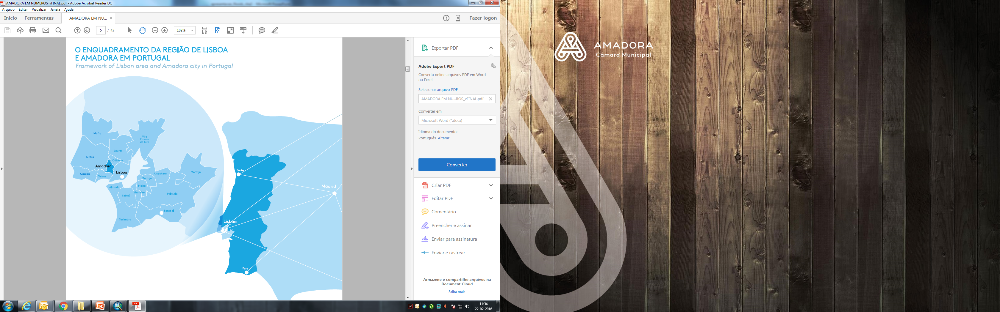 AMADORA EM NUMEROS_vFINAL.pdf - Adobe Acrobat Reader DC
Arquivo Editar Visualizar Janela Ajuda
Início Ferramentas AMADORA EM NU... × Fazer logon
5 / 42 102%
O ENQUADRAMENTO DA REGIÃO DE LISBOA
E AMADORA EM PORTUGAL
Framework of Lisbon area and Amadora city in Portugal
Mafra
Vila
Franca
de Xira
Loures
Sintra
Odivelas
Amadora
Lisboa
Cascais
Oeiras
Alcochete
Montijo
Montijo
Almada
Moita
Barreiro
Seixal
Palmela
Setúbal
Sesimbra
Porto
Madrid
Lisboa
Faro
Exportar PDF
Adobe Export PDF
Converta online arquivos PDF em Word
ou Excel
Selecionar arquivo PDF
AMADORA EM NU...ROS_vFINAL.pdf
Converter em
Microsoft Word (*.docx)
Idioma do documento:
Português Alterar
Converter
Criar PDF
Editar PDF
Comentário
Preencher e assinar
Enviar para assinatura
Enviar e rastrear
Armazene e compartilhe arquivos na
Document Cloud
Saiba mais
11:34
22-02-2016
AMADORA
Câmara Municipal